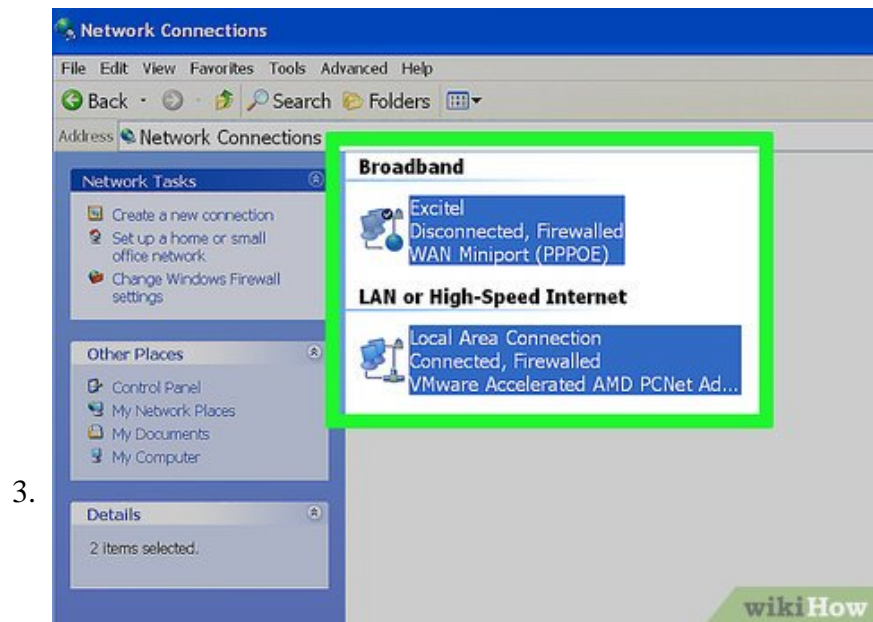 Network Connections
File Edit View Favorites Tools Advanced Help
Back Search Folders
Address Network Connections
Network Tasks
Create a new connection
Set up a home or small
office network
Change Windows Firewall
settings
Other Places
Control Panel
My Network Places
My Documents
My Computer
Details
2 items selected.
Broadband
Excitel
Disconnected, Firewalled
WAN Miniport (PPPOE)
LAN or High-Speed Internet
Local Area Connection
Connected, Firewalled
VMware Accelerated AMD PCNet Ad...
3.
wikiHow